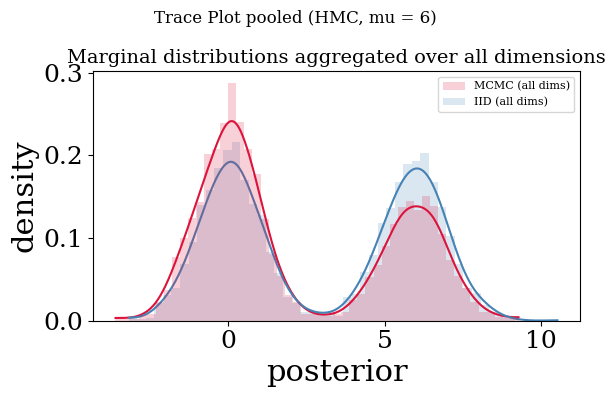 Trace Plot pooled (HMC, mu = 6)
Marginal distributions aggregated over all dimensions
MCMC (all dims)
IID (all dims)
density
0.3
0.2
0.1
0.0
0
5
10
posterior